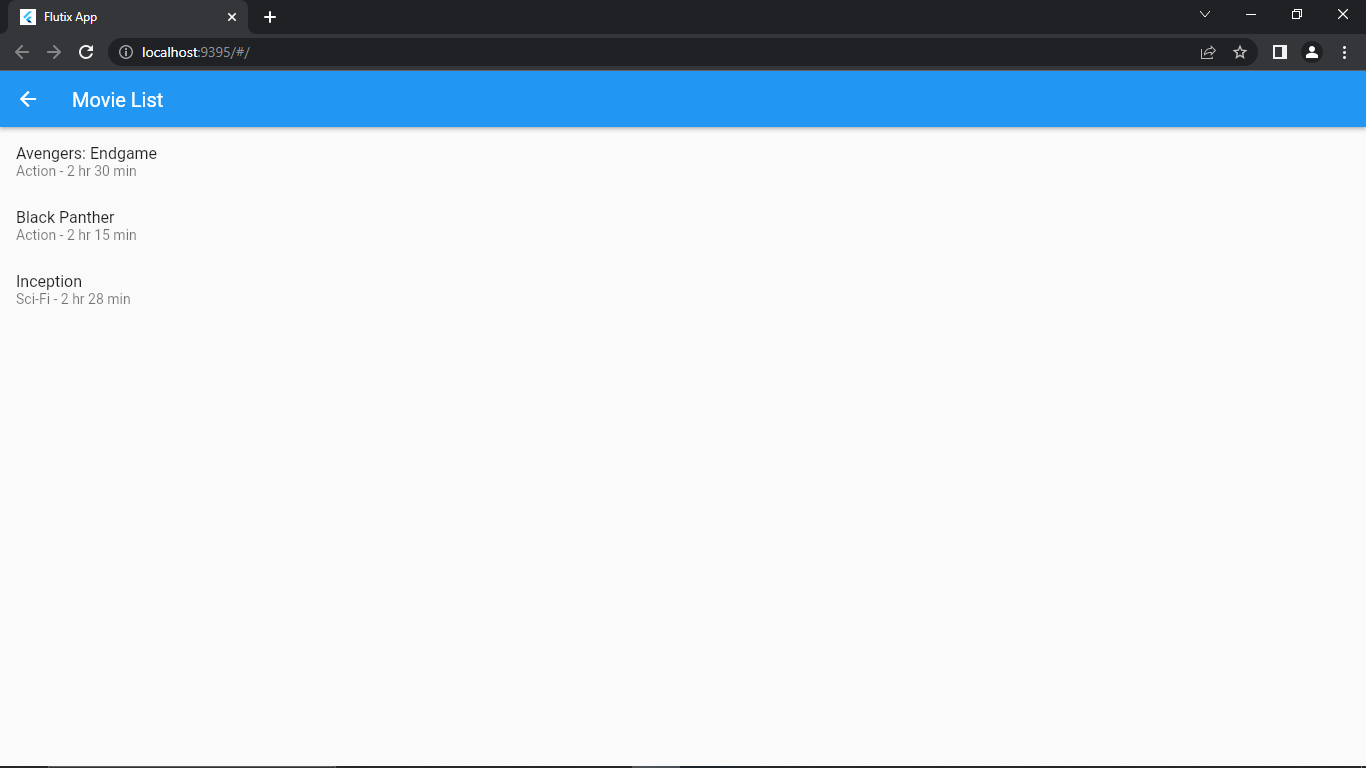 Flutix App
localhost:9395/#/
Movie List
Avengers: Endgame
Action - 2 hr 30 min
Black Panther
Action - 2 hr 15 min
Inception
Sci-Fi - 2 hr 28 min